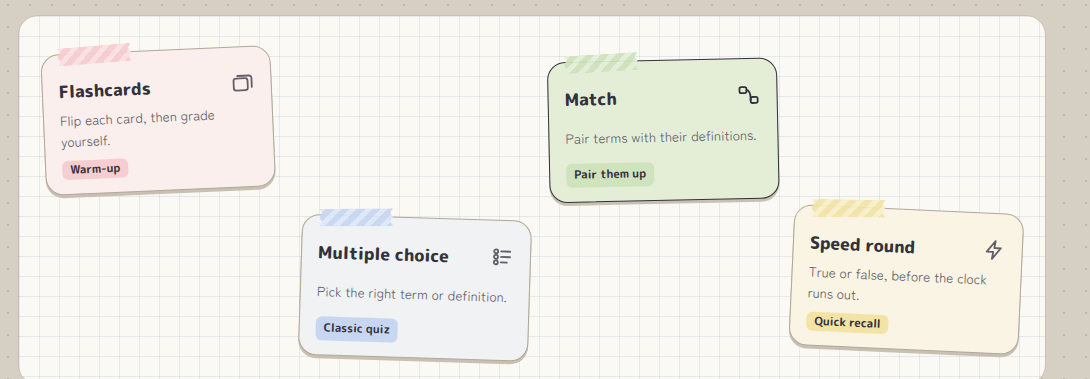 Flashcards
Flip each card, then grade
yourself.
Warm-up
Multiple choice
Pick the right term or definition.
Classic quiz
Match
Pair terms with their definitions.
Pair them up
Speed round
True or false, before the clock
runs out.
Quick recall